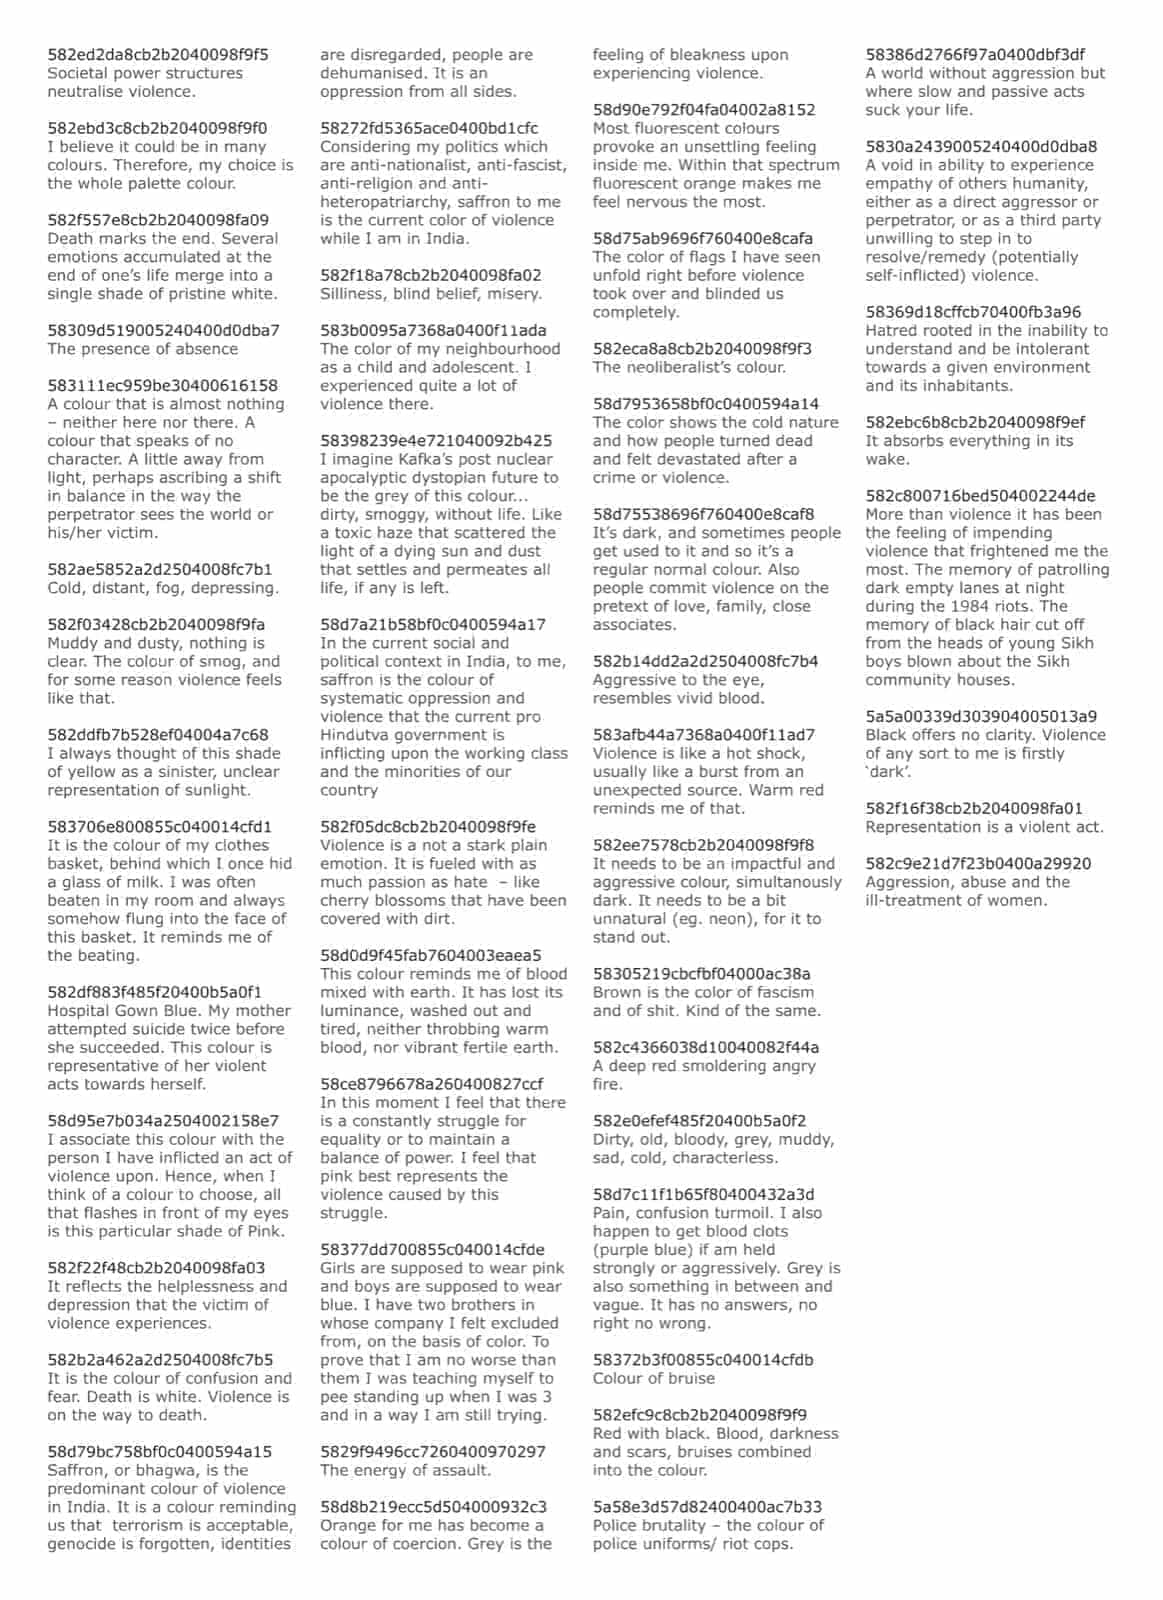 582ed2da8cb2b2040098f9f5
Societal power structures
neutralise violence.
582ebd3c8cb2b2040098f9f0
I believe it could be in many
colours. Therefore, my choice is
the whole palette colour.
582f557e8cb2b2040098fa09
Death marks the end. Several
emotions accumulated at the
end of one’s life merge into a
single shade of pristine white.
58309d519005240400d0dba7
The presence of absence
583111ec959be30400616158
A colour that is almost nothing
– neither here nor there. A
colour that speaks of no
character. A little away from
light, perhaps ascribing a shift
in balance in the way the
perpetrator sees the world or
his/her victim.
582ae5852a2d2504008fc7b1
Cold, distant, fog, depressing.
582f03428cb2b2040098f9fa
Muddy and dusty, nothing is
clear. The colour of smog, and
for some reason violence feels
like that.
582ddfb7b528ef04004a7c68
I always thought of this shade
of yellow as a sinister, unclear
representation of sunlight.
583706e800855c040014cfd1
It is the colour of my clothes
basket, behind which I once hid
a glass of milk. I was often
beaten in my room and always
somehow flung into the face of
this basket. It reminds me of
the beating.
582df883f485f20400b5a0f1
Hospital Gown Blue. My mother
attempted suicide twice before
she succeeded. This colour is
representative of her violent
acts towards herself.
58d95e7b034a2504002158e7
I associate this colour with the
person I have inflicted an act of
violence upon. Hence, when I
think of a colour to choose, all
that flashes in front of my eyes
is this particular shade of Pink.
582f22f48cb2b2040098fa03
It reflects the helplessness and
depression that the victim of
violence experiences.
582b2a462a2d2504008fc7b5
It is the colour of confusion and
fear. Death is white. Violence is
on the way to death.
58d79bc758bf0c0400594a15
Saffron, or bhagwa, is the
predominant colour of violence
in India. It is a colour reminding
us that  terrorism is acceptable,
genocide is forgotten, identities
are disregarded, people are
dehumanised. It is an
oppression from all sides.
58272fd5365ace0400bd1cfc
Considering my politics which
are anti-nationalist, anti-fascist,
anti-religion and anti-
heteropatriarchy, saffron to me
is the current color of violence
while I am in India.
582f18a78cb2b2040098fa02
Silliness, blind belief, misery.
583b0095a7368a0400f11ada
The color of my neighbourhood
as a child and adolescent. I
experienced quite a lot of
violence there.
58398239e4e721040092b425
I imagine Kafka’s post nuclear
apocalyptic dystopian future to
be the grey of this colour...
dirty, smoggy, without life. Like
a toxic haze that scattered the
light of a dying sun and dust
that settles and permeates all
life, if any is left.
58d7a21b58bf0c0400594a17
In the current social and
political context in India, to me,
saffron is the colour of
systematic oppression and
violence that the current pro
Hindutva government is
inflicting upon the working class
and the minorities of our
country
582f05dc8cb2b2040098f9fe
Violence is a not a stark plain
emotion. It is fueled with as
much passion as hate  – like
cherry blossoms that have been
covered with dirt.
58d0d9f45fab7604003eaea5
This colour reminds me of blood
mixed with earth. It has lost its
luminance, washed out and
tired, neither throbbing warm
blood, nor vibrant fertile earth.
58ce8796678a260400827ccf
In this moment I feel that there
is a constantly struggle for
equality or to maintain a
balance of power. I feel that
pink best represents the
violence caused by this
struggle.
58377dd700855c040014cfde
Girls are supposed to wear pink
and boys are supposed to wear
blue. I have two brothers in
whose company I felt excluded
from, on the basis of color. To
prove that I am no worse than
them I was teaching myself to
pee standing up when I was 3
and in a way I am still trying.
5829f9496cc7260400970297
The energy of assault.
58d8b219ecc5d504000932c3
Orange for me has become a
colour of coercion. Grey is the
feeling of bleakness upon
experiencing violence.
58d90e792f04fa04002a8152
Most fluorescent colours
provoke an unsettling feeling
inside me. Within that spectrum
fluorescent orange makes me
feel nervous the most.
58d75ab9696f760400e8cafa
The color of flags I have seen
unfold right before violence
took over and blinded us
completely.
582eca8a8cb2b2040098f9f3
The neoliberalist’s colour.
58d7953658bf0c0400594a14
The color shows the cold nature
and how people turned dead
and felt devastated after a
crime or violence.
58d75538696f760400e8caf8
It’s dark, and sometimes people
get used to it and so it’s a
regular normal colour. Also
people commit violence on the
pretext of love, family, close
associates.
582b14dd2a2d2504008fc7b4
Aggressive to the eye,
resembles vivid blood.
583afb44a7368a0400f11ad7
Violence is like a hot shock,
usually like a burst from an
unexpected source. Warm red
reminds me of that.
582ee7578cb2b2040098f9f8
It needs to be an impactful and
aggressive colour, simultanously
dark. It needs to be a bit
unnatural (eg. neon), for it to
stand out.
58305219cbcfbf04000ac38a
Brown is the color of fascism
and of shit. Kind of the same.
582c4366038d10040082f44a
A deep red smoldering angry
fire.
582e0efef485f20400b5a0f2
Dirty, old, bloody, grey, muddy,
sad, cold, characterless.
58d7c11f1b65f80400432a3d
Pain, confusion turmoil. I also
happen to get blood clots
(purple blue) if am held
strongly or aggressively. Grey is
also something in between and
vague. It has no answers, no
right no wrong.
58372b3f00855c040014cfdb
Colour of bruise
582efc9c8cb2b2040098f9f9
Red with black. Blood, darkness
and scars, bruises combined
into the colour.
5a58e3d57d82400400ac7b33
Police brutality – the colour of
police uniforms/ riot cops.
58386d2766f97a0400dbf3df
A world without aggression but
where slow and passive acts
suck your life.
5830a2439005240400d0dba8
A void in ability to experience
empathy of others humanity,
either as a direct aggressor or
perpetrator, or as a third party
unwilling to step in to
resolve/remedy (potentially
self-inflicted) violence.
58369d18cffcb70400fb3a96
Hatred rooted in the inability to
understand and be intolerant
towards a given environment
and its inhabitants.
582ebc6b8cb2b2040098f9ef
It absorbs everything in its
wake.
582c800716bed504002244de
More than violence it has been
the feeling of impending
violence that frightened me the
most. The memory of patrolling
dark empty lanes at night
during the 1984 riots. The
memory of black hair cut off
from the heads of young Sikh
boys blown about the Sikh
community houses.
5a5a00339d303904005013a9
Black offers no clarity. Violence
of any sort to me is firstly
‘dark’.
582f16f38cb2b2040098fa01
Representation is a violent act.
582c9e21d7f23b0400a29920
Aggression, abuse and the
ill-treatment of women.